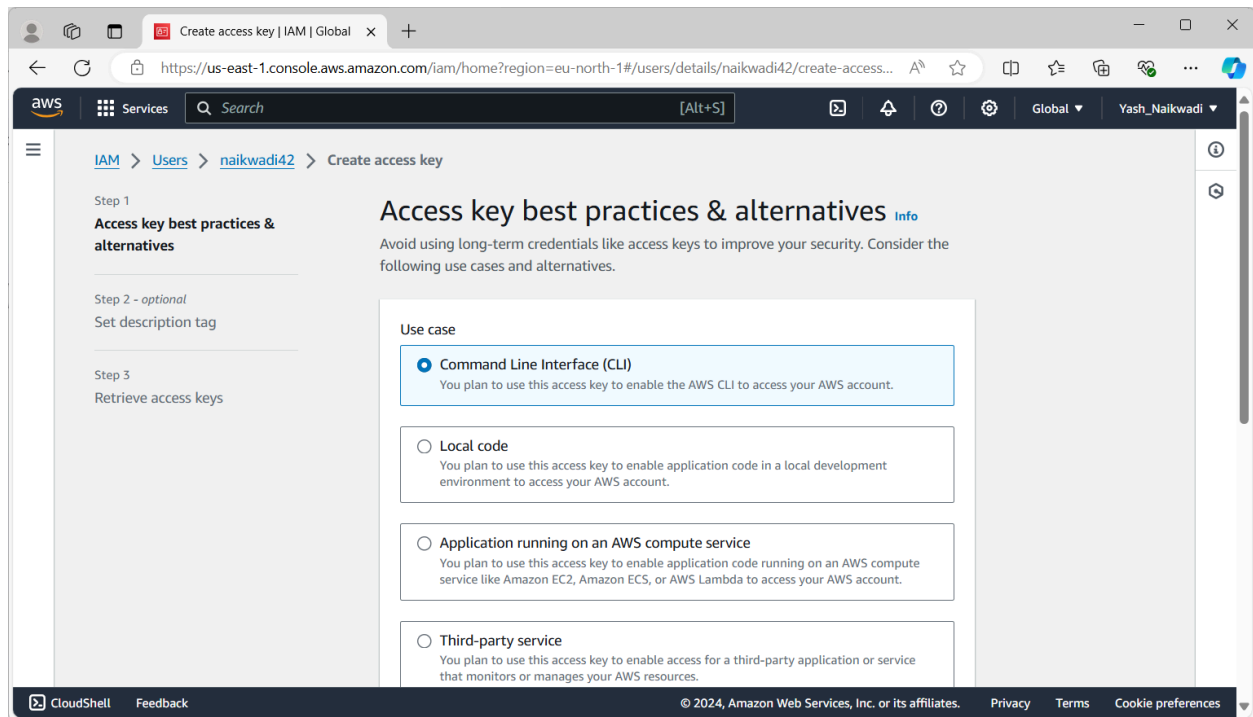 Create access key | IAM | Global
https://us-east-1.console.aws.amazon.com/iam/home?region=eu-north-1#/users/details/naikwadi42/create-access...
aws
Services
Search
[Alt+S]
Global
Yash_Naikwadi
IAM > Users > naikwadi42 > Create access key
Step 1
Access key best practices &
alternatives
Step 2 - optional
Set description tag
Step 3
Retrieve access keys
Access key best practices & alternatives Info
Avoid using long-term credentials like access keys to improve your security. Consider the
following use cases and alternatives.
Use case
Command Line Interface (CLI)
You plan to use this access key to enable the AWS CLI to access your AWS account.
Local code
You plan to use this access key to enable application code in a local development
environment to access your AWS account.
Application running on an AWS compute service
You plan to use this access key to enable application code running on an AWS compute
service like Amazon EC2, Amazon ECS, or AWS Lambda to access your AWS account.
Third-party service
You plan to use this access key to enable access for a third-party application or service
that monitors or manages your AWS resources.
CloudShell
Feedback
© 2024, Amazon Web Services, Inc. or its affiliates.
Privacy
Terms
Cookie preferences